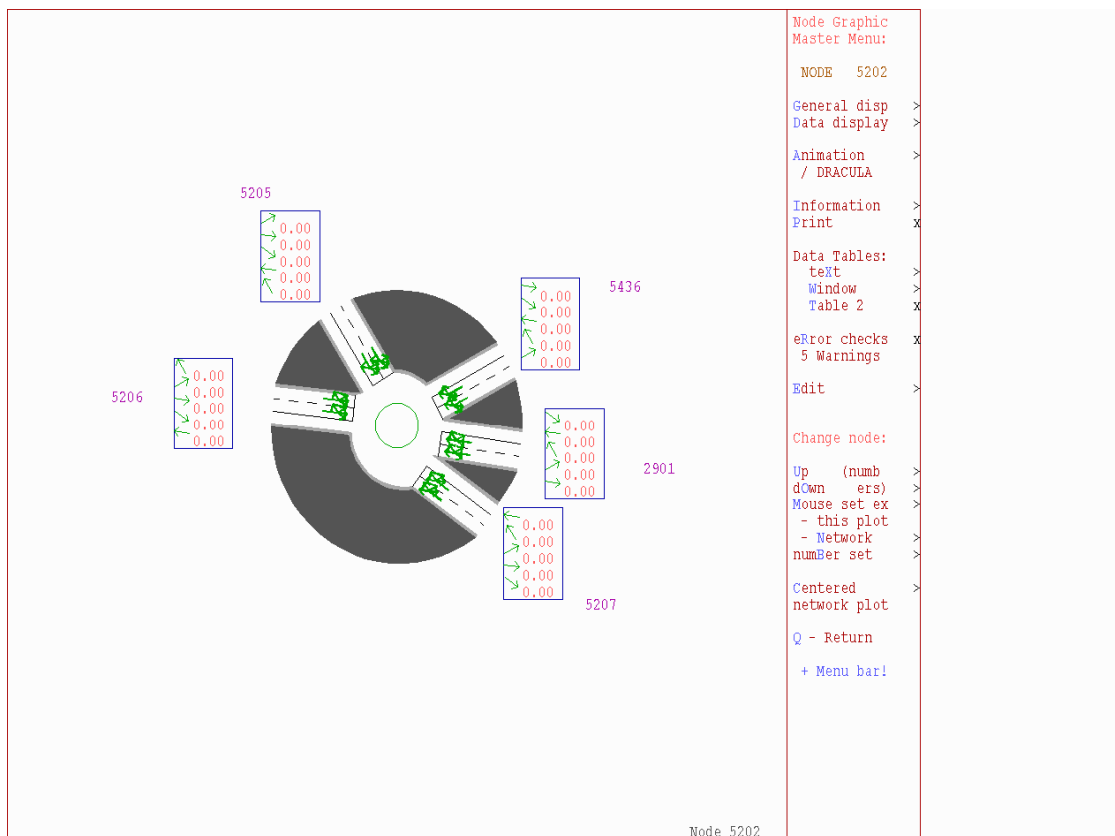 5205
0.00
0.00
0.00
0.00
0.00
5436
0.00
0.00
0.00
0.00
0.00
5206
0.00
0.00
0.00
0.00
0.00
2901
0.00
0.00
0.00
0.00
0.00
5207
0.00
0.00
0.00
0.00
0.00
Node 5202
Node Graphic
Master Menu:
NODE 5202
General disp >
Data display >
Animation >
/ DRACULA
Information >
Print x
Data Tables:
teXt >
Window >
Table 2 x
eRror checks x
5 Warnings
Edit >
Change node:
Up (numb >
dOwn ers) >
Mouse set ex >
- this plot
- Network >
numBer set >
Centered >
network plot
Q - Return
+ Menu bar!